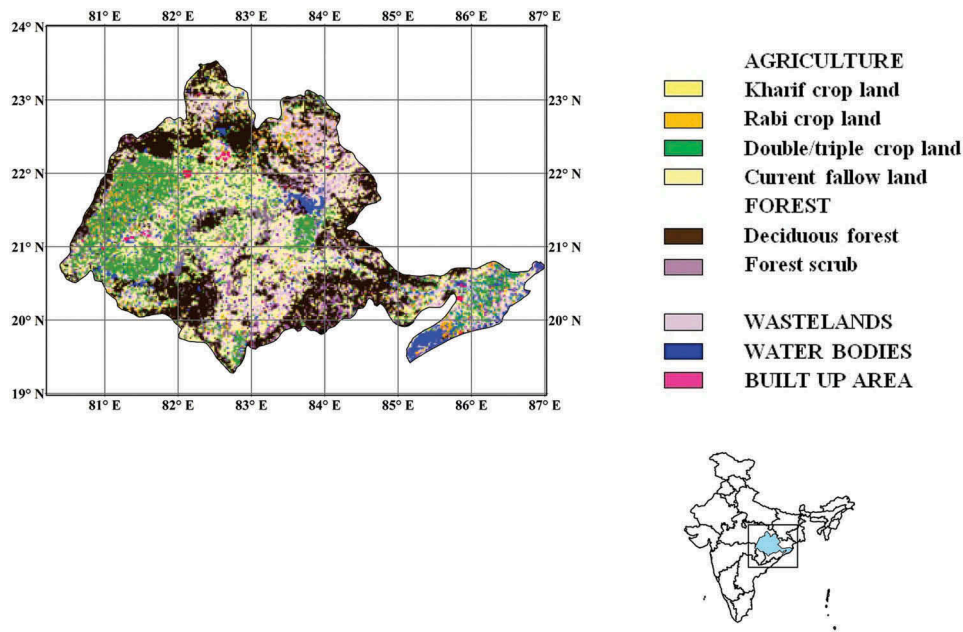 81° E 82° E 83° E 84° E 85° E 86° E 87° E
24° N
23° N 23° N
22° N 22° N
21° N 21° N
20° N 20° N
19° N
81° E 82° E 83° E 84° E 85° E 86° E 87° E
AGRICULTURE
Kharif crop land
Rabi crop land
Double/triple crop land
Current fallow land
FOREST
Deciduous forest
Forest scrub
WASTELANDS
WATER BODIES
BUILT UP AREA